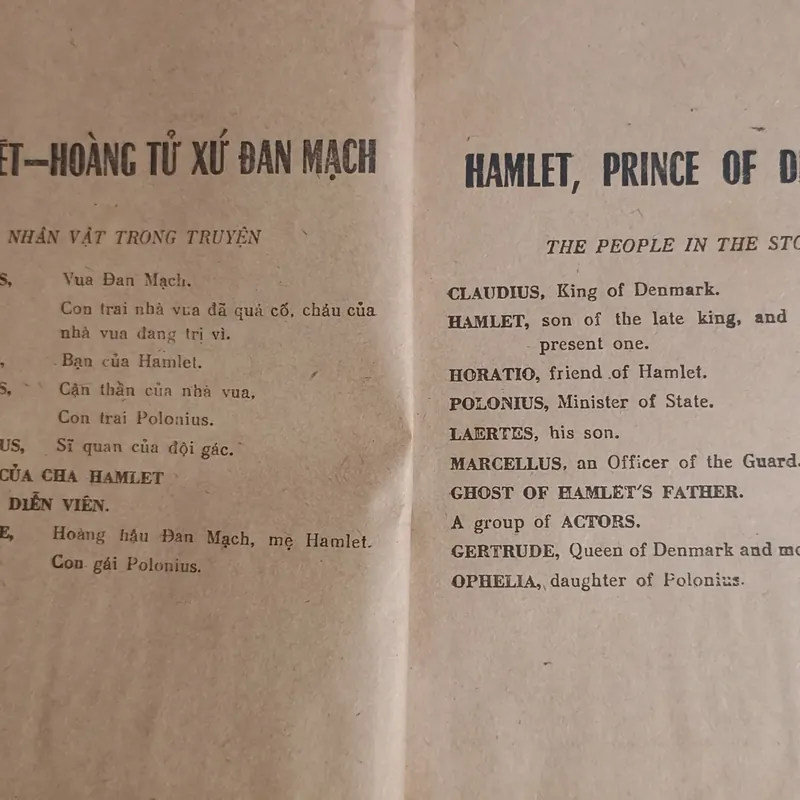 ÉT—HOÀNG TỬ XỨ ĐAN MẠCH
NHÂN VẬT TRONG TRUYỆN
S, Vua Đan Mạch.
Con trai nhà vua đã quá cố, cháu của
nhà vua đang trị vì.
, Bạn của Hamlet.
S, Cận thần của nhà vua,
Con trai Polonius.
US, Sĩ quan của đội gác.
CỦA CHA HAMLET
DIỄN VIÊN.
E, Hoàng hậu Đan Mạch, mẹ Hamlet.
Con gái Polonius.
HAMLET, PRINCE OF D
THE PEOPLE IN THE STO
CLAUDIUS, King of Denmark.
HAMLET, son of the late king, and
present one.
HORATIO, friend of Hamlet.
POLONIUS, Minister of State.
LAERTES, his son.
MARCELLUS, an Officer of the Guard.
GHOST OF HAMLET'S FATHER.
A group of ACTORS.
GERTRUDE, Queen of Denmark and mo
OPHELIA, daughter of Polonius.